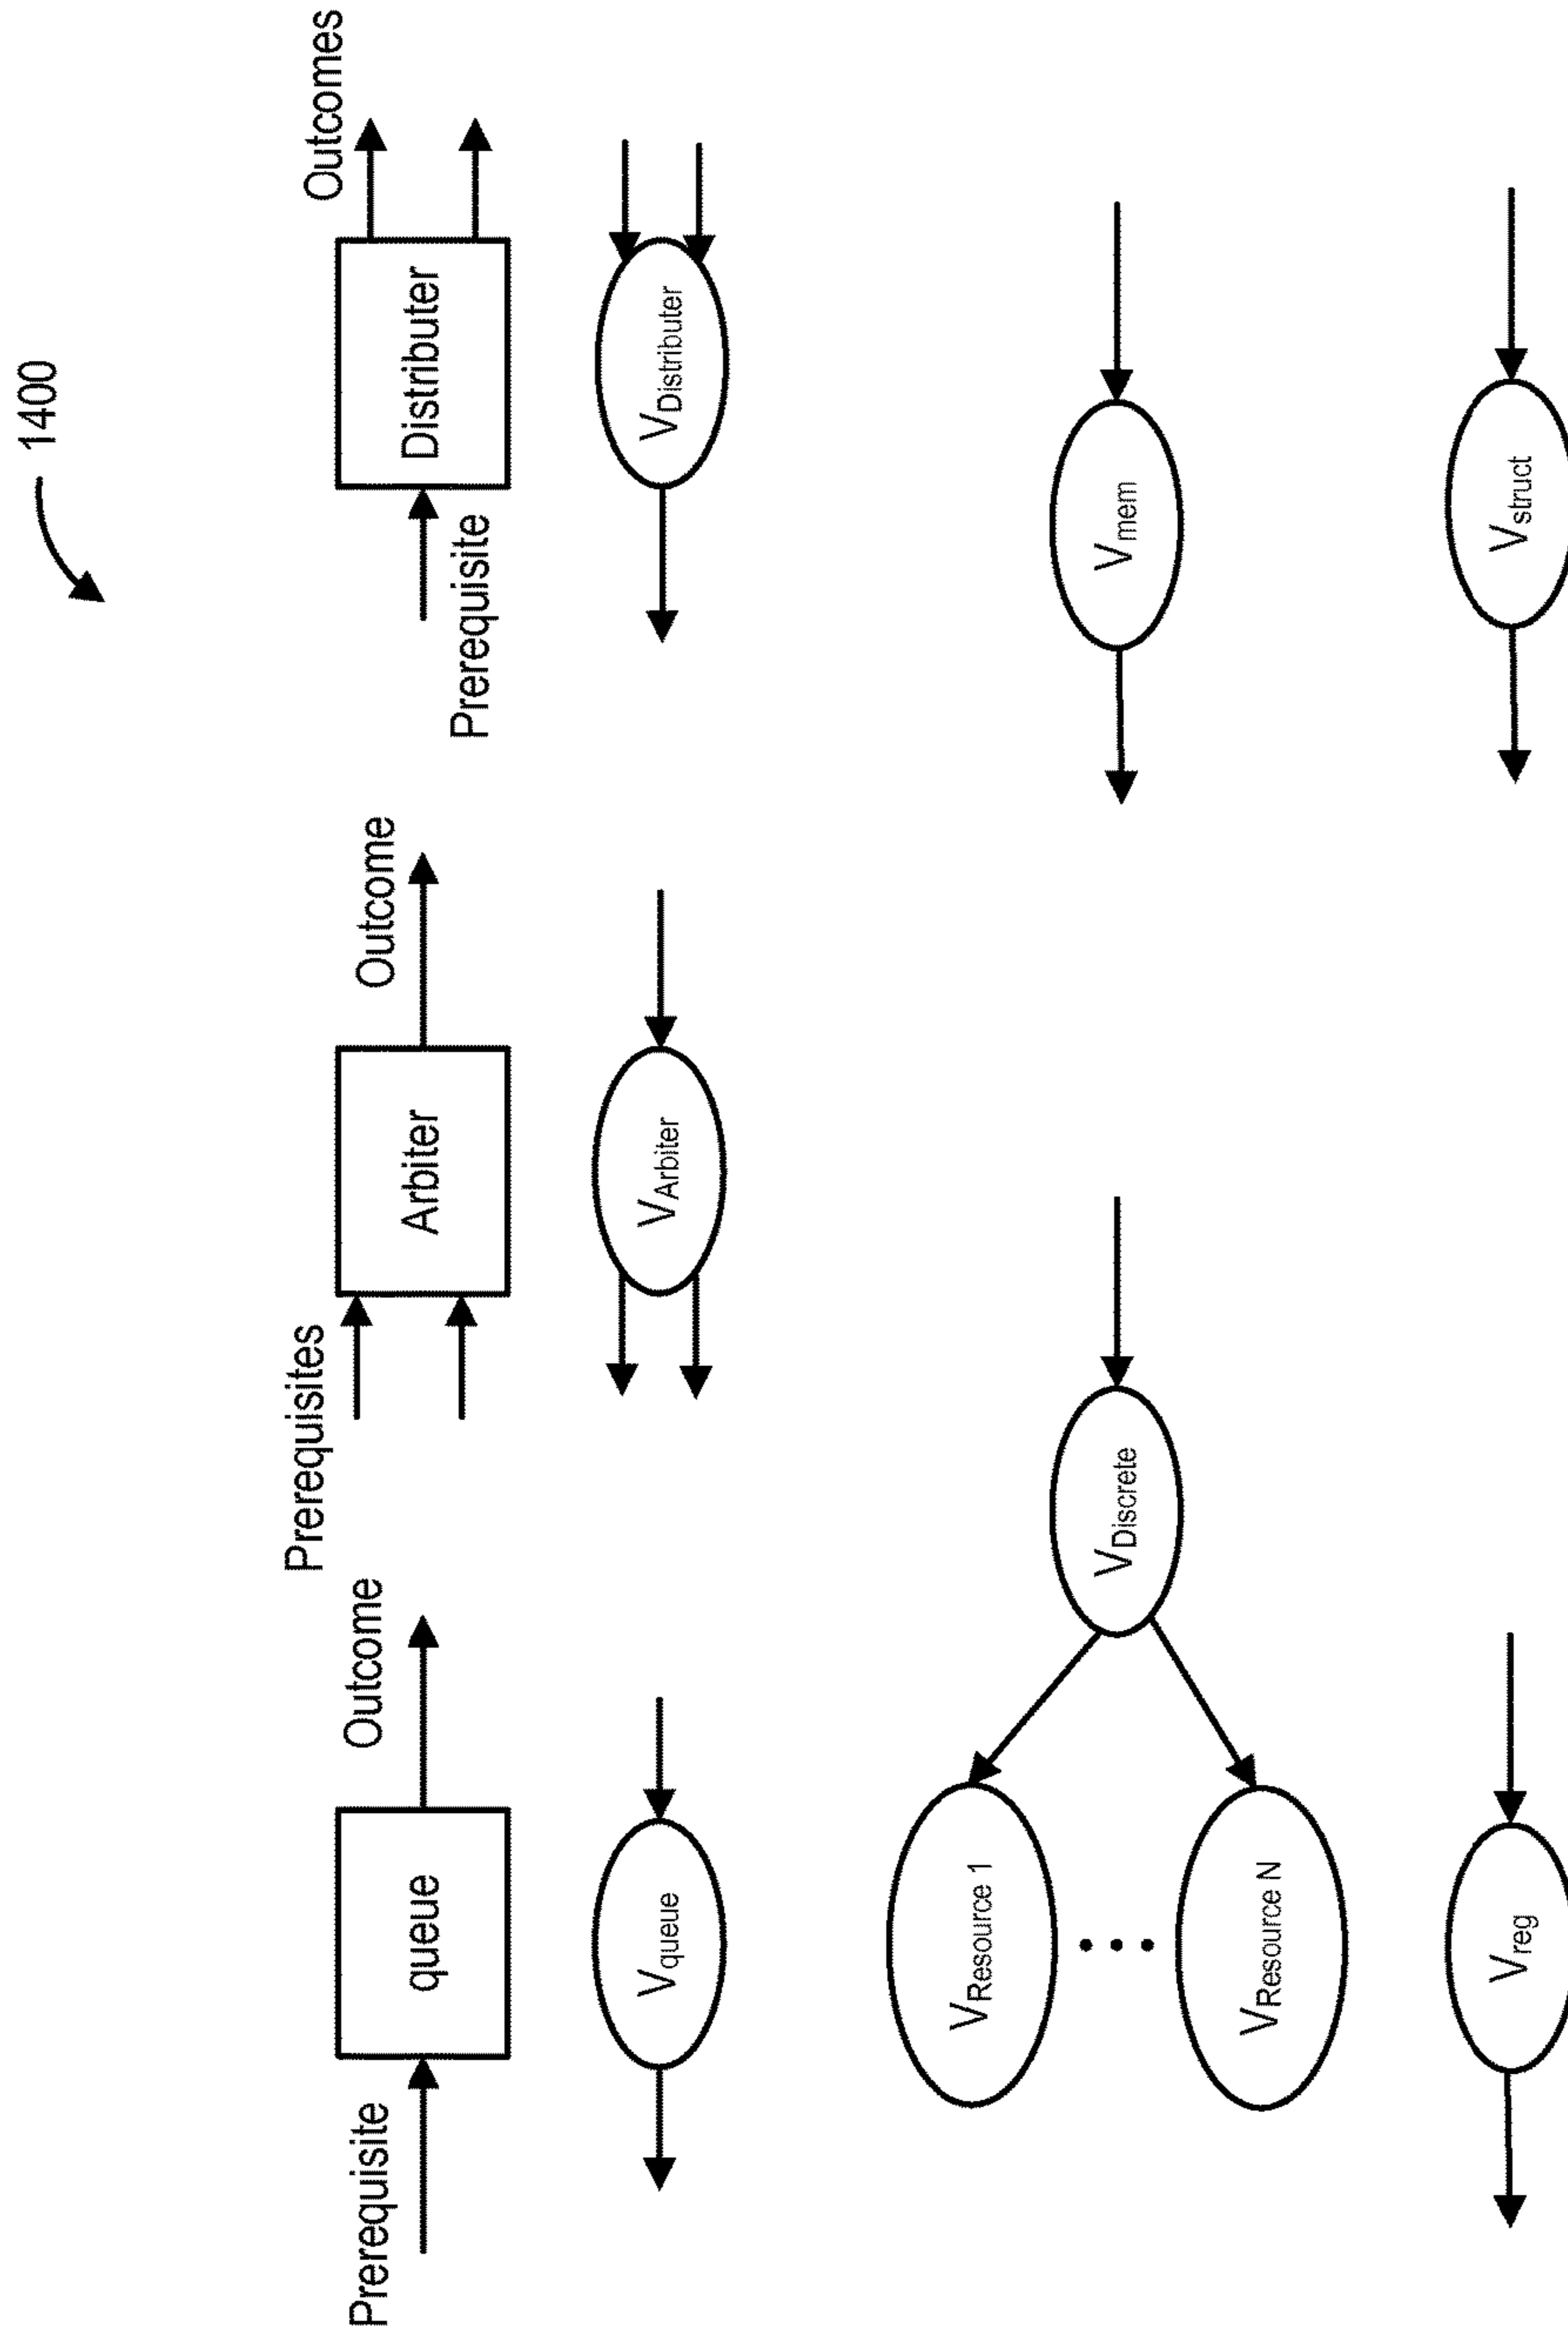 1400
Prerequisite
queue
Outcome
Prerequisites
Arbiter
Outcome
Prerequisite
Distributer
Outcomes
Vqueue
VArbiter
VDistributer
VResource 1
VResource N
VDiscrete
Vmem
Vreg
Vstruct